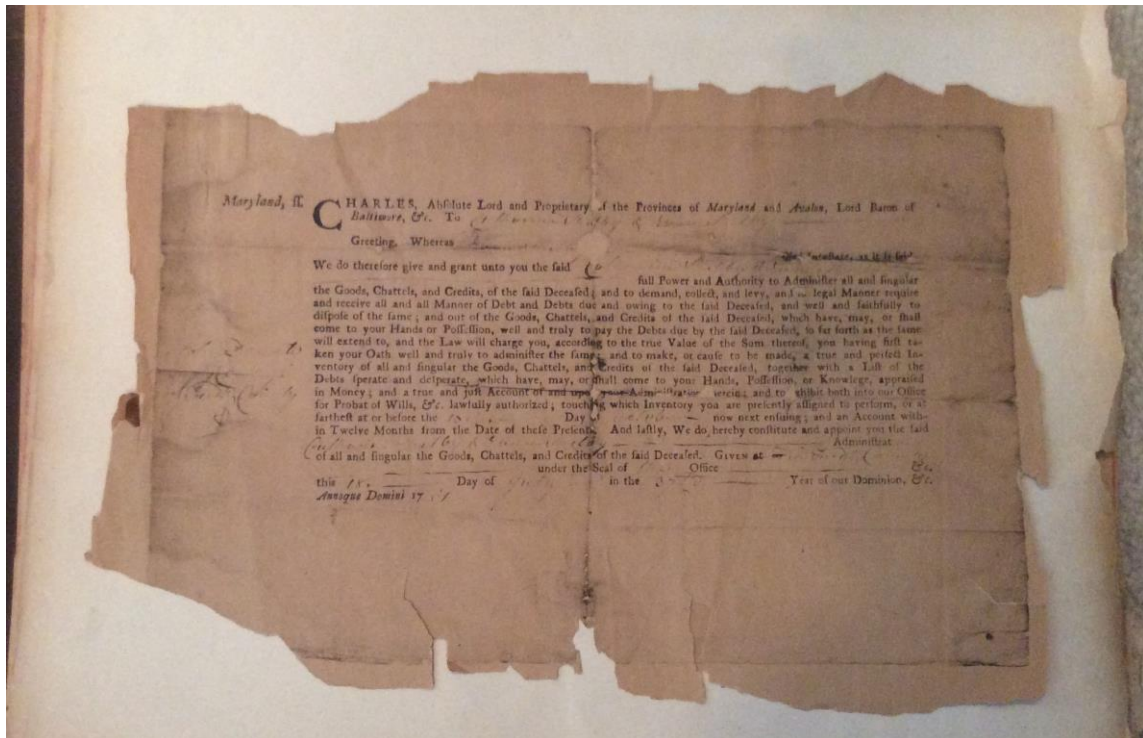 Maryland, ſſ. CHARLES, Abſolute Lord and Proprietary of the Provinces of Maryland and Avalon, Lord Baron of
Baltimore, &c. To
Greeting. Whereas
Died Inteſtate, as it is ſaid
We do therefore give and grant unto you the ſaid
full Power and Authority to Adminiſter all and ſingular
the Goods, Chattels, and Credits, of the ſaid Deceaſed; and to demand, collect, and levy, and in legal Manner require
and receive all and all Manner of Debt and Debts due and owing to the ſaid Deceaſed, and well and faithfully to
diſpoſe of the ſame; and out of the Goods, Chattels, and Credits of the ſaid Deceaſed, which have, may, or ſhall
come to your Hands or Poſſeſſion, well and truly to pay the Debts due by the ſaid Deceaſed, ſo far forth as the ſame
will extend to, and the Law will charge you, according to the true Value of the Sum thereof, you having firſt ta-
ken your Oath well and truly to adminiſter the ſame; and to make, or cauſe to be made, a true and perfect In-
ventory of all and ſingular the Goods, Chattels, and Credits of the ſaid Deceaſed, together with a Liſt of the
Debts ſperate and deſperate, which have, may, or ſhall come to your Hands, Poſſeſſion, or Knowlege, appraiſed
in Money; and a true and juſt Account of and upon your Adminiſtration herein; and to exhibit both into our Office
for Probat of Wills, &c. lawfully authorized; touching which Inventory you are preſently aſſigned to perform, or at
fartheſt at or before the Day of now next enſuing; and an Account with-
in Twelve Months from the Date of theſe Preſents. And laſtly, We do hereby conſtitute and appoint you the ſaid
Adminiſtrat
of all and ſingular the Goods, Chattels, and Credits of the ſaid Deceaſed. GIVEN at
under the Seal of Office &c.
this Day of in the Year of our Dominion, &c.
Annoque Domini 17